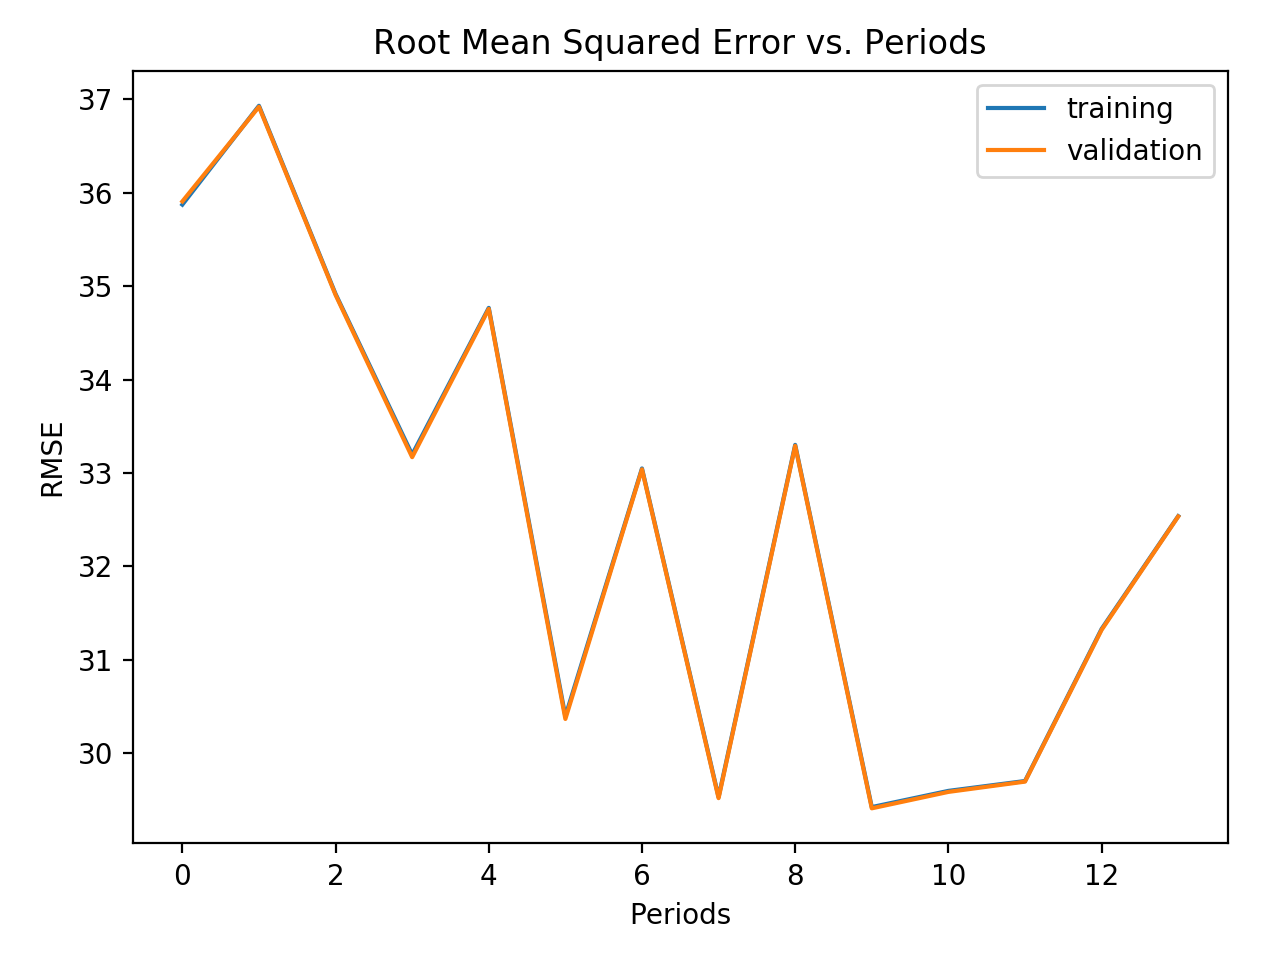 Root Mean Squared Error vs. Periods
training
validation
37
36
35
34
33
32
31
30
RMSE
0 2 4 6 8 10 12
Periods